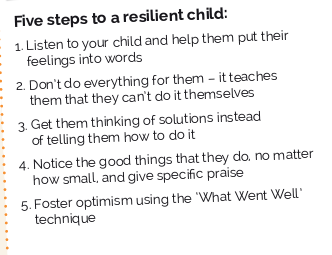 Five steps to a resilient child:
1. Listen to your child and help them put their
feelings into words
2. Don't do everything for them – it teaches
them that they can't do it themselves
3. Get them thinking of solutions instead
of telling them how to do it
4. Notice the good things that they do, no matter
how small, and give specific praise
5. Foster optimism using the 'What Went Well'
technique